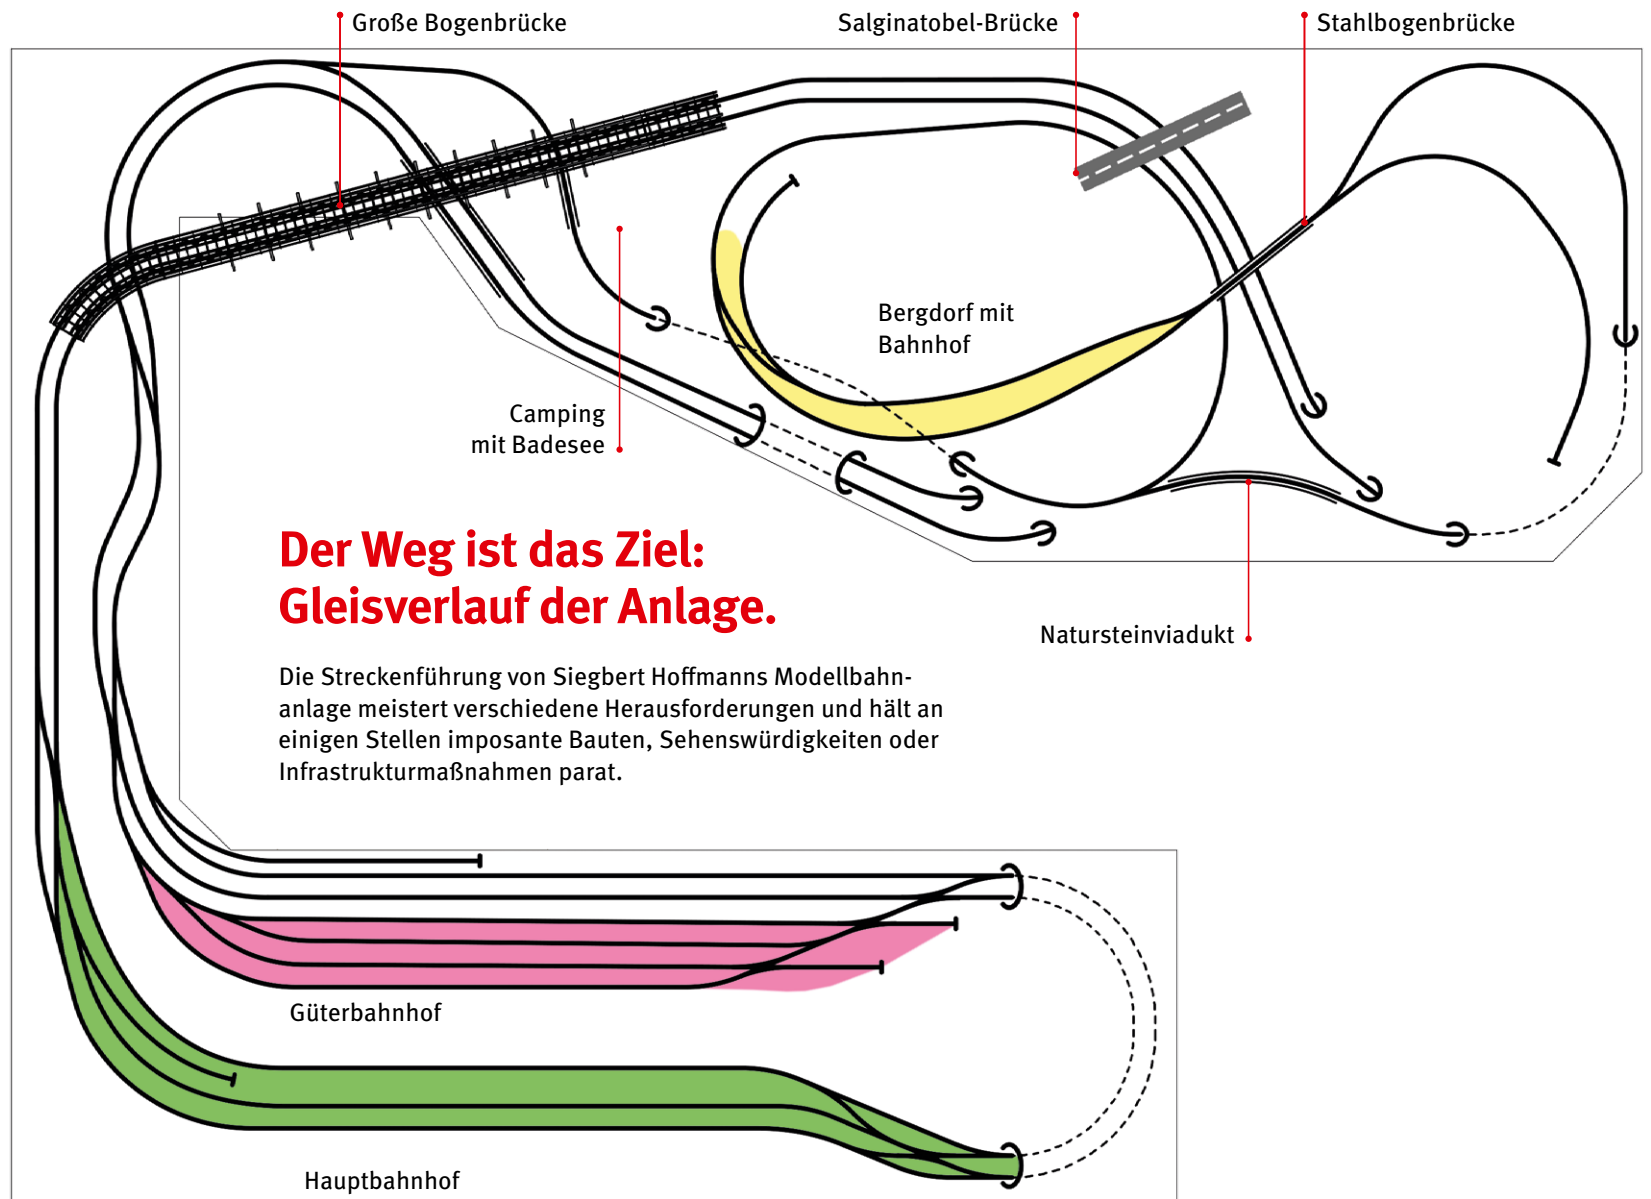 Große Bogenbrücke
Salginatobel-Brücke
Stahlbogenbrücke
Bergdorf mit
Bahnhof
Camping
mit Badesee
Der Weg ist das Ziel:
Gleisverlauf der Anlage.
Natursteinviadukt
Die Streckenführung von Siegbert Hoffmanns Modellbahn-
anlage meistert verschiedene Herausforderungen und hält an
einigen Stellen imposante Bauten, Sehenswürdigkeiten oder
Infrastrukturmaßnahmen parat.
Güterbahnhof
Hauptbahnhof